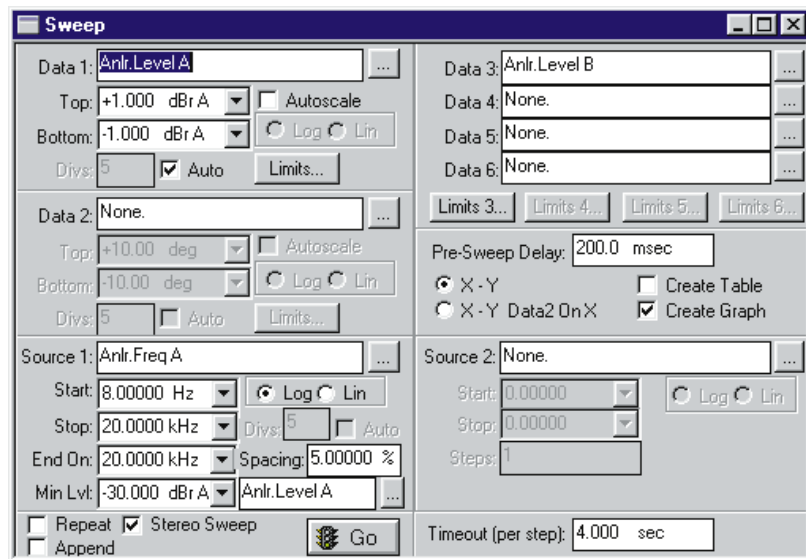 Sweep
Data 1: Anlr.Level A ...
Top: +1.000 dBr A Autoscale
Bottom: -1.000 dBr A Log Lin
Divs: 5 Auto Limits...
Data 2: None. ...
Top: +10.00 deg Autoscale
Bottom: -10.00 deg Log Lin
Divs: 5 Auto Limits...
Source 1: Anlr.Freq A ...
Start: 8.00000 Hz Log Lin
Stop: 20.0000 kHz Divs: 5 Auto
End On: 20.0000 kHz Spacing: 5.00000 %
Min Lvl: -30.000 dBr A Anlr.Level A ...
Repeat Stereo Sweep
Append
Go
Data 3: Anlr.Level B ...
Data 4: None. ...
Data 5: None. ...
Data 6: None. ...
Limits 3... Limits 4... Limits 5... Limits 6...
Pre-Sweep Delay: 200.0 msec
X - Y Create Table
X - Y Data2 On X Create Graph
Source 2: None. ...
Start: 0.00000 Log Lin
Stop: 0.00000
Steps: 1
Timeout (per step): 4.000 sec